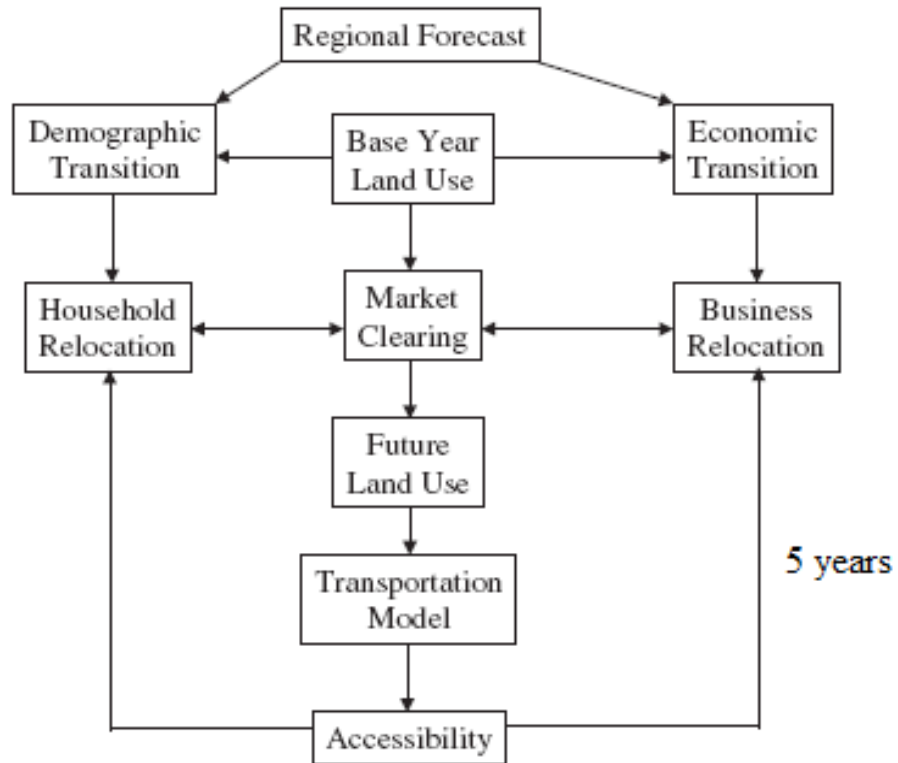 Regional Forecast
Demographic
Transition
Base Year
Land Use
Economic
Transition
Household
Relocation
Market
Clearing
Business
Relocation
Future
Land Use
5 years
Transportation
Model
Accessibility